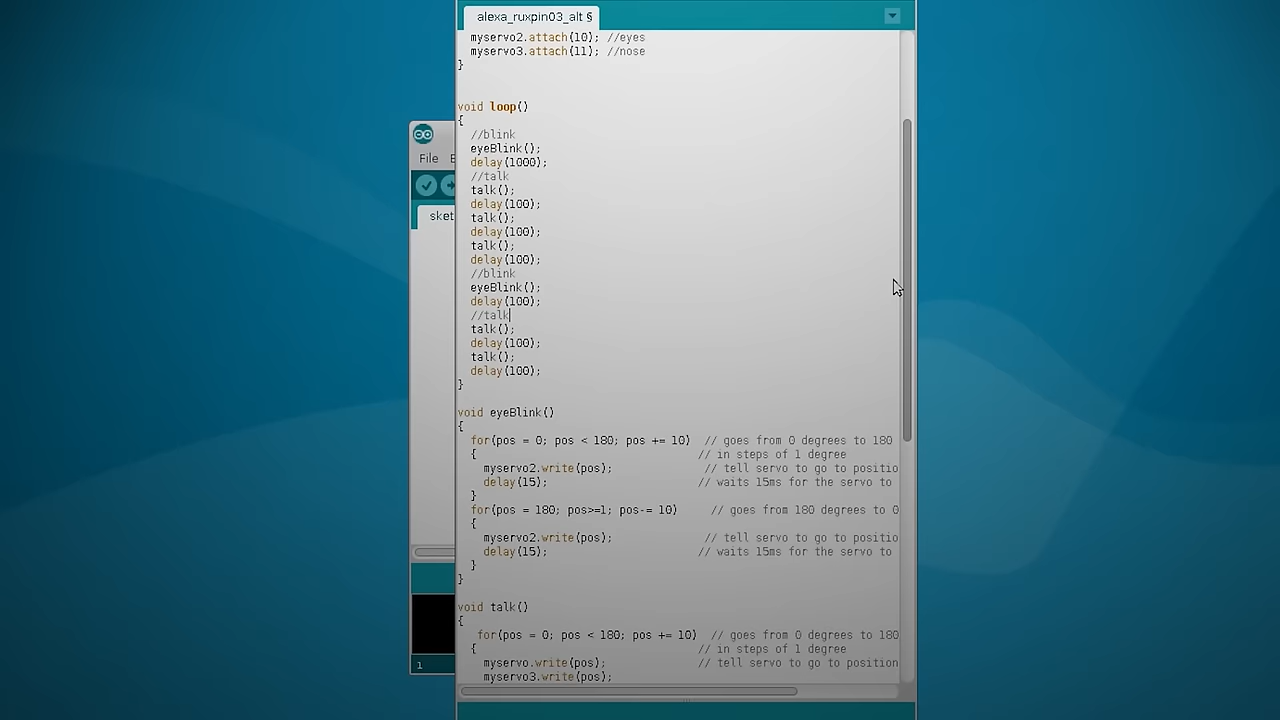 alexa_ruxpin03_alt §
myservo2.attach(10); //eyes
myservo3.attach(11); //nose
}
void loop()
{
//blink
eyeBlink();
delay(1000);
//talk
talk();
delay(100);
talk();
delay(100);
talk();
delay(100);
//blink
eyeBlink();
delay(100);
//talk
talk();
delay(100);
talk();
delay(100);
}
void eyeBlink()
{
for(pos = 0; pos < 180; pos += 10)  // goes from 0 degrees to 180
{ // in steps of 1 degree
myservo2.write(pos); // tell servo to go to positio
delay(15); // waits 15ms for the servo to
}
for(pos = 180; pos>=1; pos-= 10) // goes from 180 degrees to 0
{
myservo2.write(pos); // tell servo to go to positio
delay(15); // waits 15ms for the servo to
}
}
void talk()
{
for(pos = 0; pos < 180; pos += 10)  // goes from 0 degrees to 180
{ // in steps of 1 degree
myservo.write(pos); // tell servo to go to position
myservo3.write(pos);
File E
sket
1